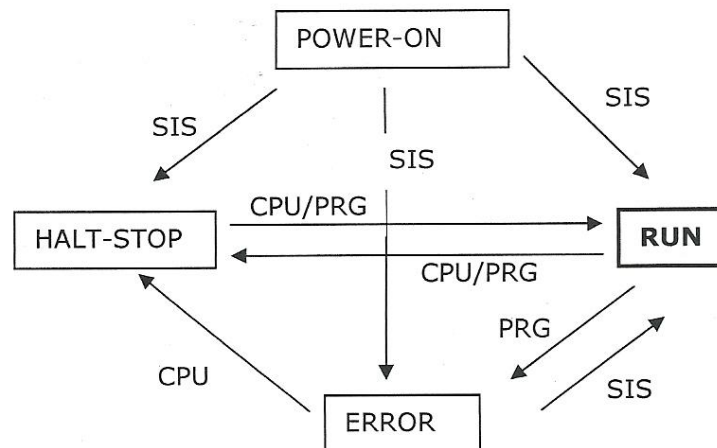 POWER-ON
SIS
SIS
SIS
CPU/PRG
HALT-STOP
RUN
CPU/PRG
PRG
CPU
SIS
ERROR